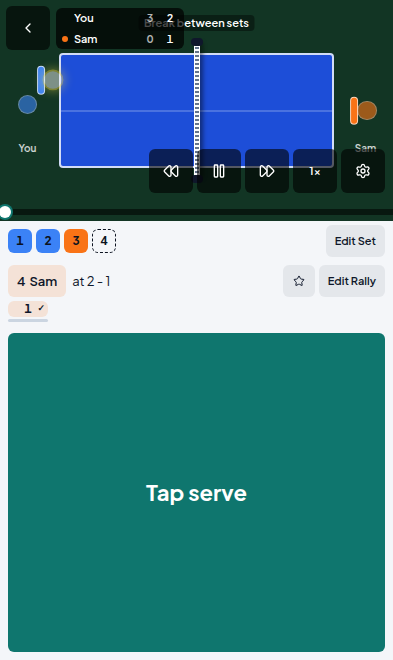 You 3 2
Sam 0 1
Break between sets
You
Sam
1×
1 2 3 4
Edit Set
4 Sam at 2 - 1
Edit Rally
1 ✓
Tap serve